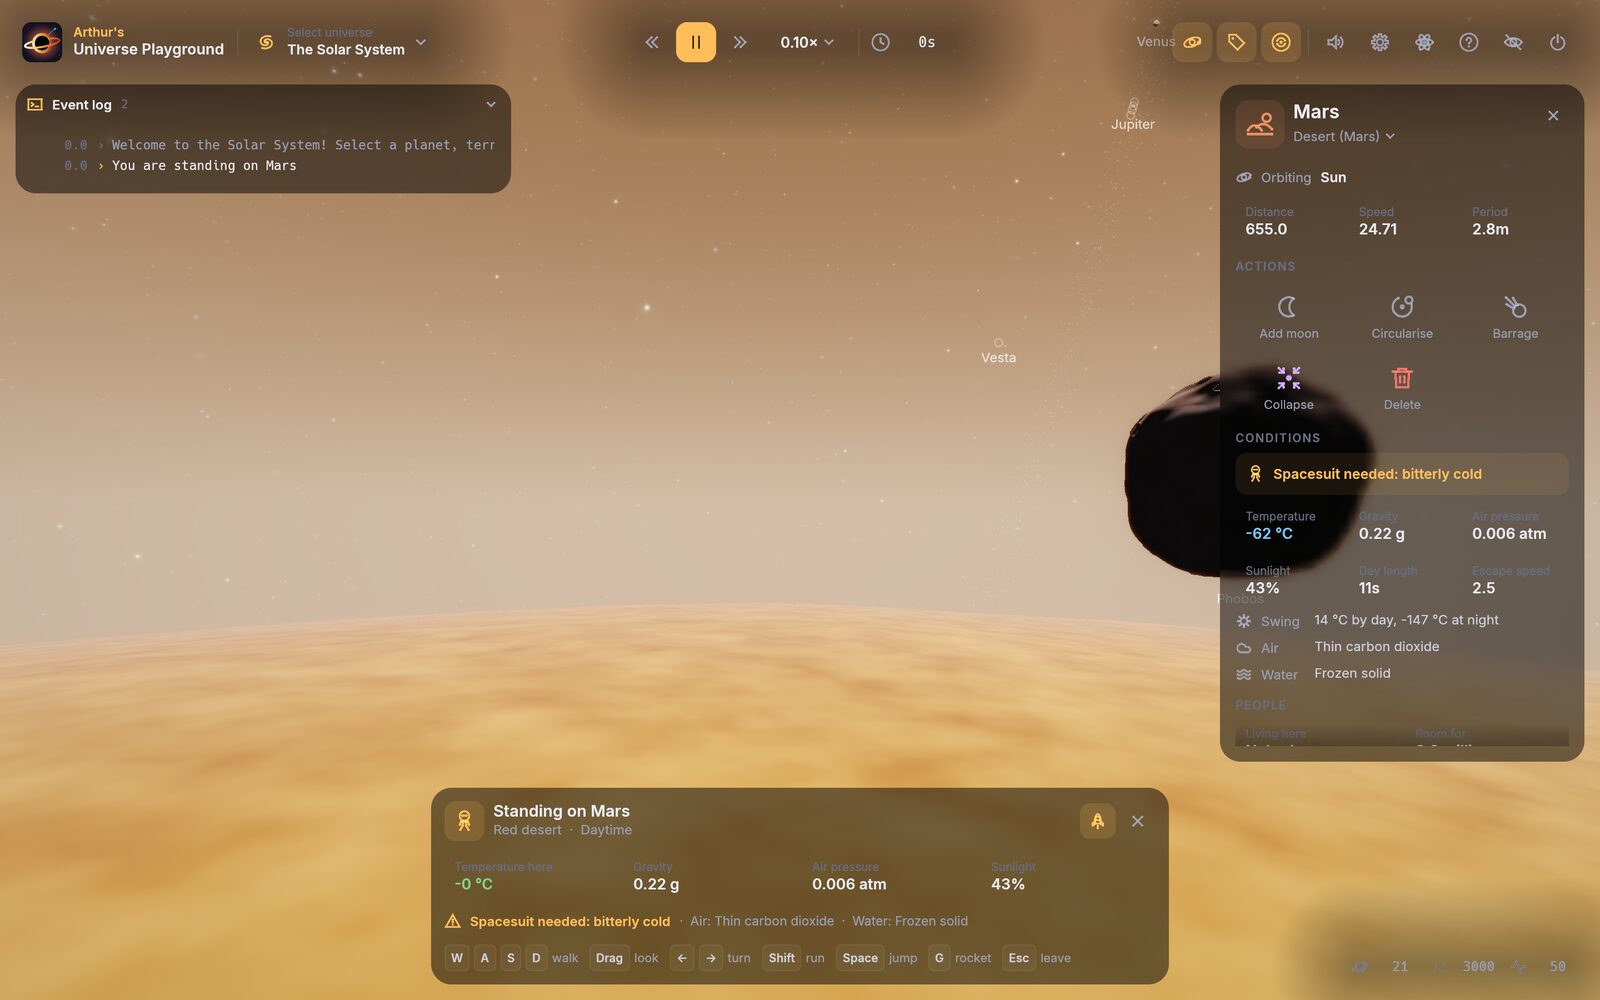 Arthur's
Universe Playground
Select universe
The Solar System
0.10×
0s
Venus
Event log 2
0.0 › Welcome to the Solar System! Select a planet, terr
0.0 › You are standing on Mars
Jupiter
Vesta
Phobos
Mars
Desert (Mars)
Orbiting Sun
Distance Speed Period
655.0 24.71 2.8m
ACTIONS
Add moon Circularise Barrage
Collapse Delete
CONDITIONS
Spacesuit needed: bitterly cold
Temperature Gravity Air pressure
-62 °C 0.22 g 0.006 atm
Sunlight Day length Escape speed
43% 11s 2.5
Swing 14 °C by day, -147 °C at night
Air Thin carbon dioxide
Water Frozen solid
PEOPLE
Living here Room for
Standing on Mars
Red desert · Daytime
Temperature here Gravity Air pressure Sunlight
-0 °C 0.22 g 0.006 atm 43%
Spacesuit needed: bitterly cold · Air: Thin carbon dioxide · Water: Frozen solid
W A S D walk Drag look ← → turn Shift run Space jump G rocket Esc leave
21 3000 50